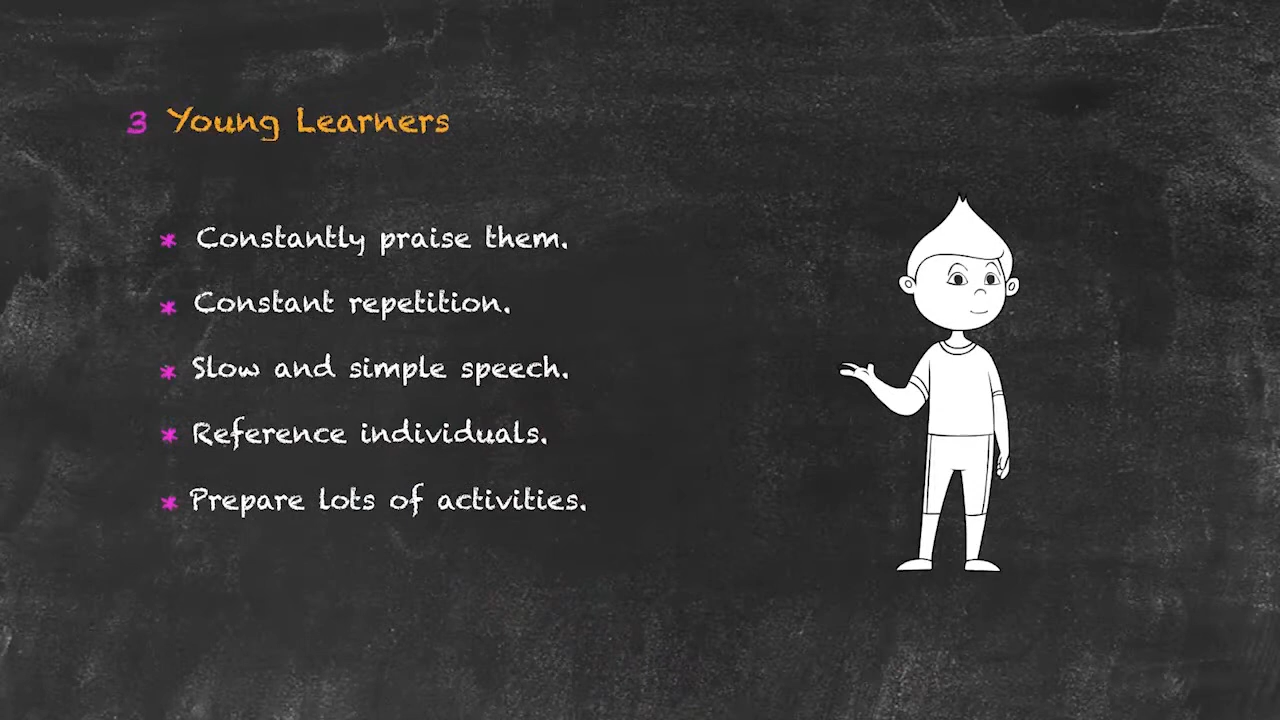 3 Young Learners
* Constantly praise them.
* Constant repetition.
* Slow and simple speech.
* Reference individuals.
* Prepare lots of activities.